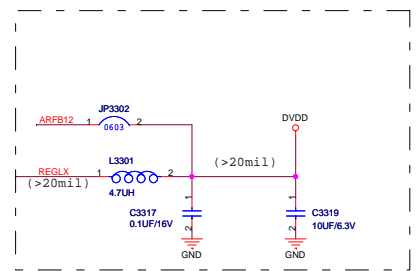 JP3302
ARFB12 1 2
0603
DVDD
L3301
REGLX 1 2 (>20mil)
(>20mil)
4.7UH
1 1
C3317 C3319
0.1UF/16V 10UF/6.3V
2 2
GND GND